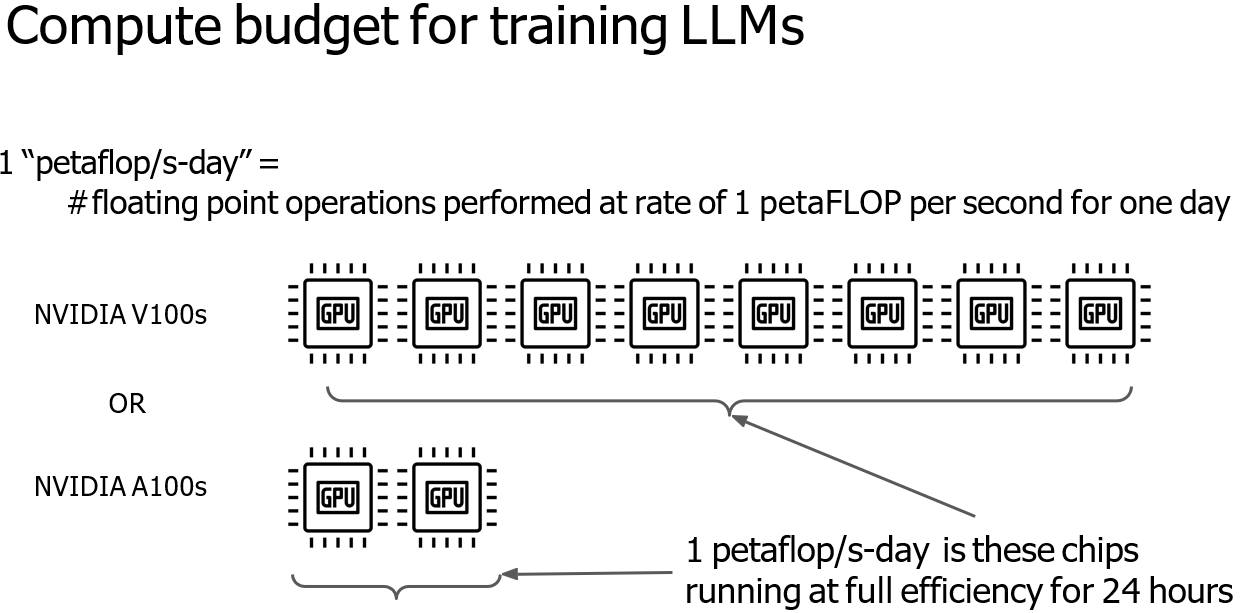 Compute budget for training LLMs
1 “petaflop/s-day” =
# floating point operations performed at rate of 1 petaFLOP per second for one day
NVIDIA V100s
GPU GPU GPU GPU GPU GPU GPU GPU
OR
NVIDIA A100s
GPU GPU
1 petaflop/s-day is these chips
running at full efficiency for 24 hours